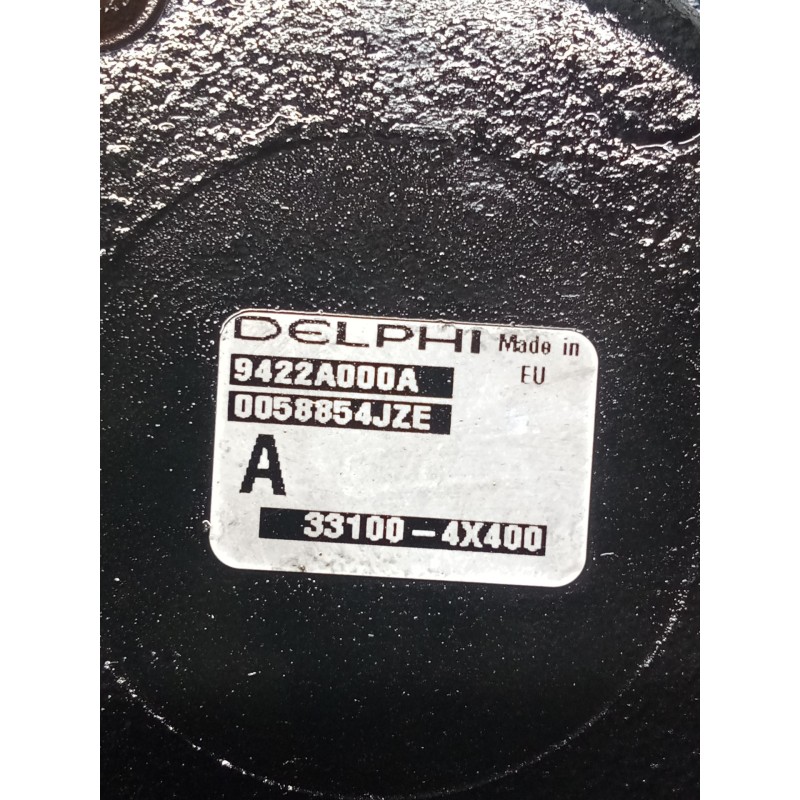 DELPHI Made in
EU
9422A000A
0058854JZE
A
33100-4X400